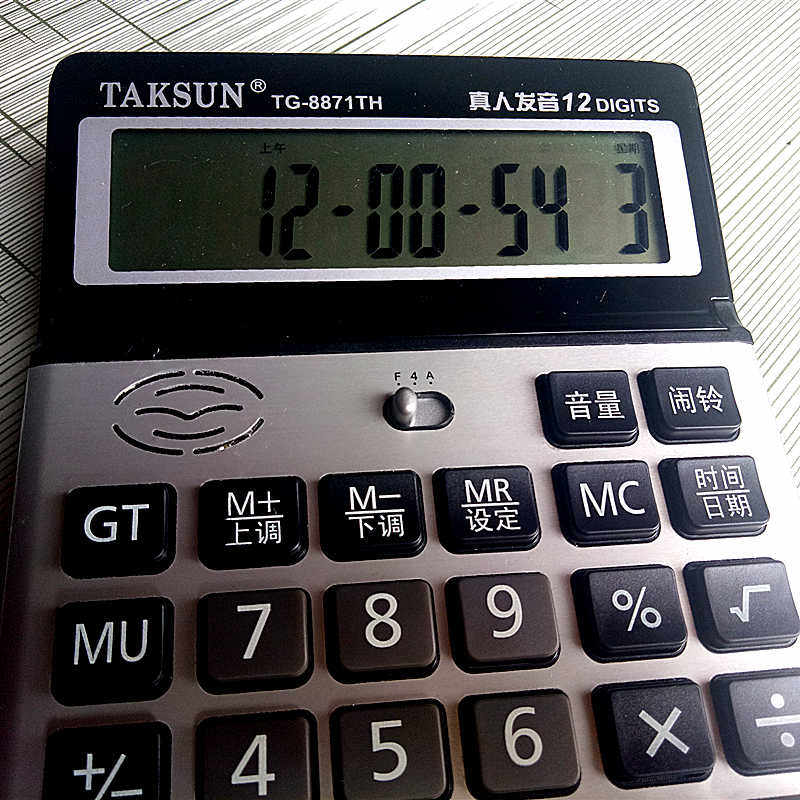 TAKSUN® TG-8871TH 真人发音12 DIGITS
上午 星期
12-00-54 3
F 4 A
音量 闹铃
GT M+ 上调 M− 下调 MR 设定 MC 时间 日期
MU 7 8 9 % √
+/− 4 5 6 × ÷